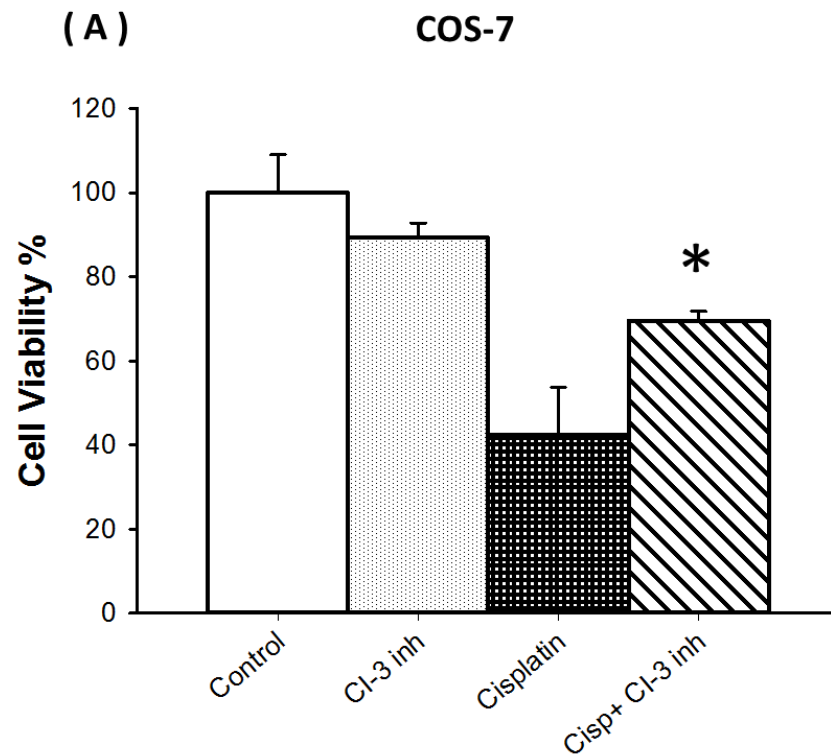 ( A )
COS-7
120
100
80
60
40
20
0
Cell Viability %
*
Control
CI-3 inh
Cisplatin
Cisp+ CI-3 inh